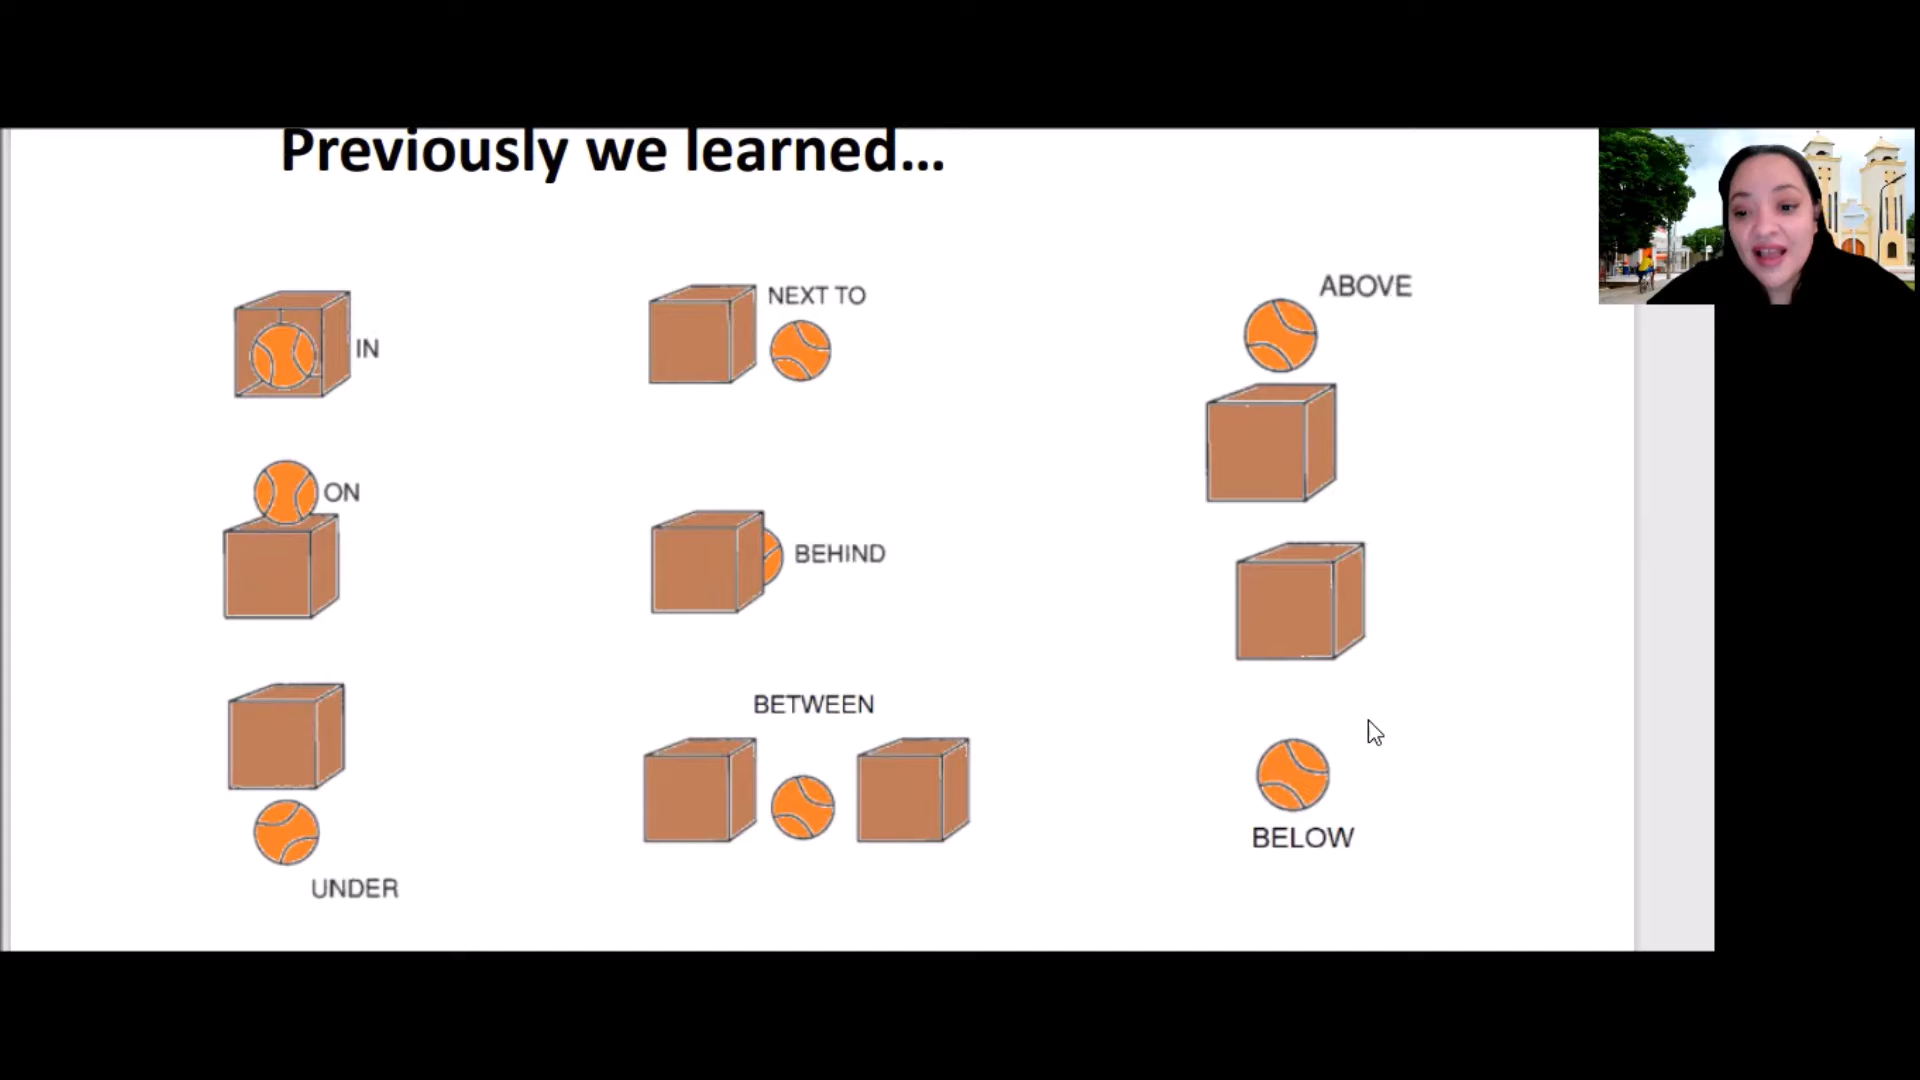 Previously we learned...
IN
ON
UNDER
NEXT TO
BEHIND
BETWEEN
ABOVE
BELOW